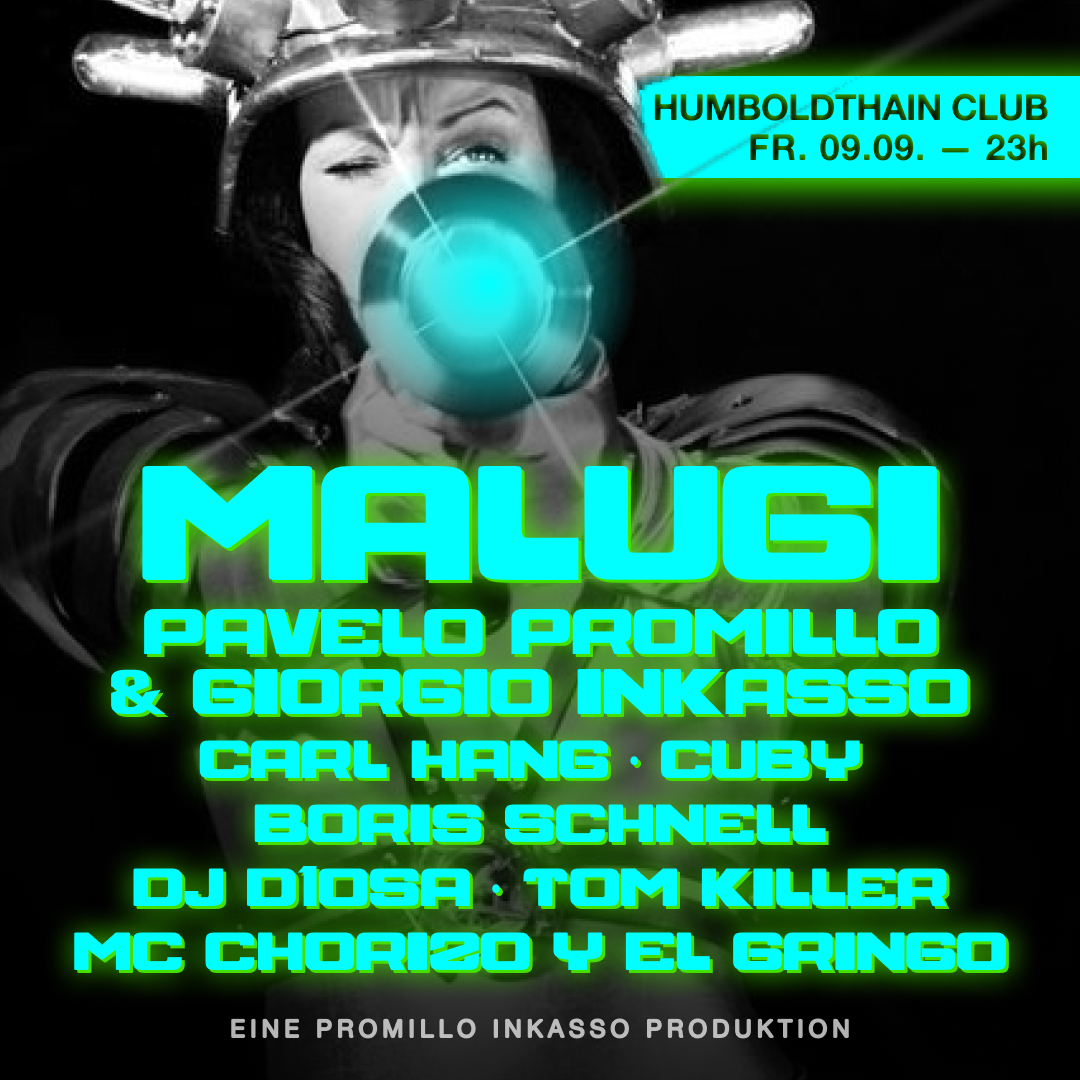 HUMBOLDTHAIN CLUB
FR. 09.09. — 23h
MALUGI
PAVELO PROMILLO
& GIORGIO INKASSO
CARL HANG · CUBY
BORIS SCHNELL
DJ D1OSA · TOM KILLER
MC CHORIZO Y EL GRINGO
EINE PROMILLO INKASSO PRODUKTION